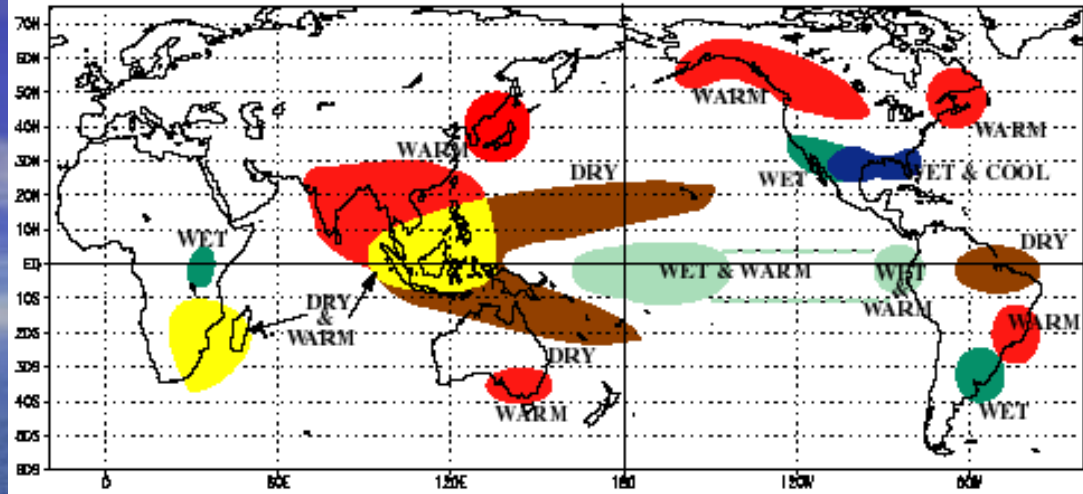 70N
60N
50N
40N
30N
20N
10N
EQ
10S
20S
30S
40S
50S
60S
0
60E
120E
180
120W
60W
WARM
WARM
WARM
DRY
WET
WET & COOL
WET
DRY
WET & WARM
WET
&
WARM
DRY
&
WARM
WARM
DRY
WARM
WET